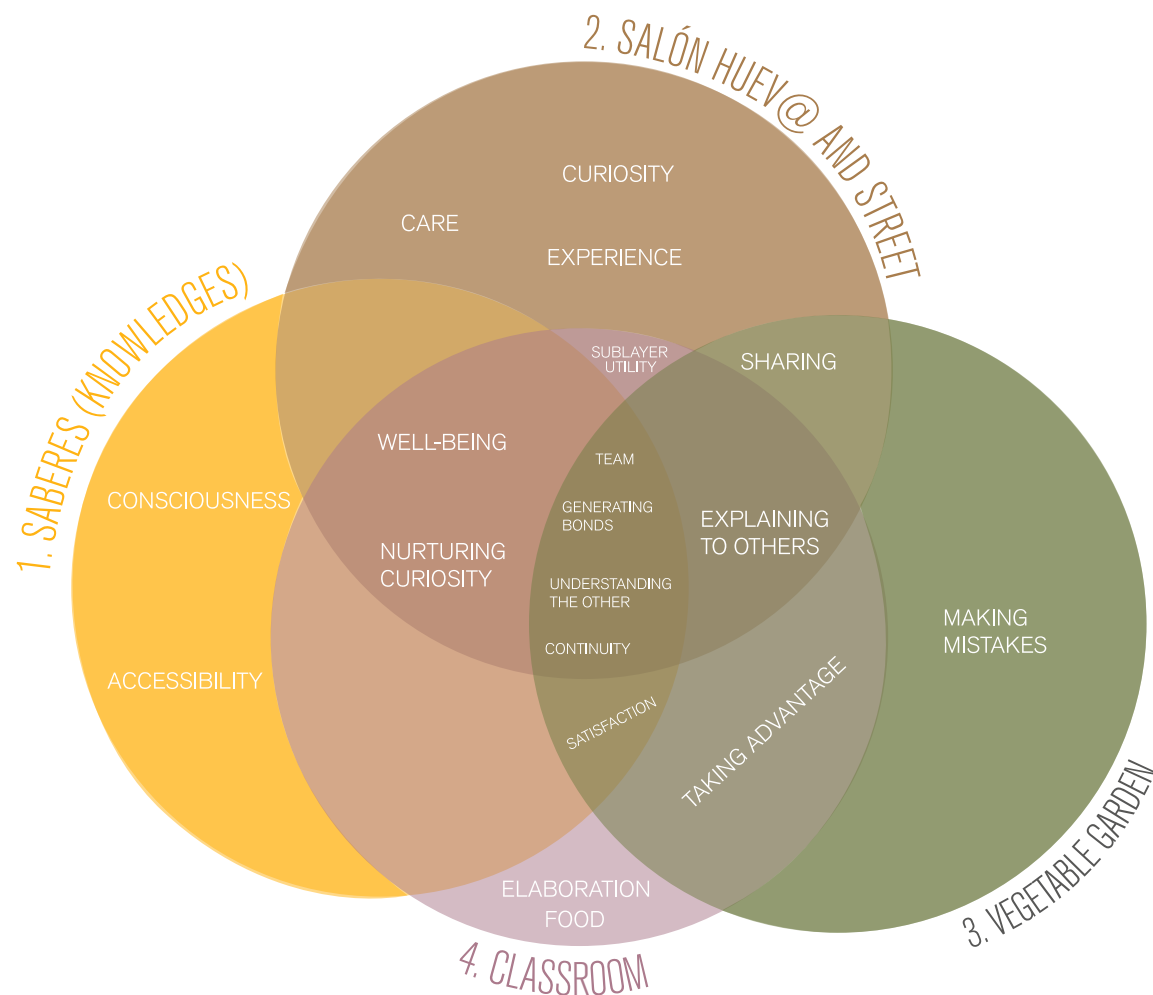 2. SALÓN HUEV@ AND STREET
CURIOSITY
CARE
EXPERIENCE
1. SABERES (KNOWLEDGES)
SUBLAYER
UTILITY
SHARING
WELL-BEING
TEAM
CONSCIOUSNESS
GENERATING
BONDS
EXPLAINING
TO OTHERS
NURTURING
CURIOSITY
UNDERSTANDING
THE OTHER
MAKING
MISTAKES
CONTINUITY
ACCESSIBILITY
SATISFACTION
TAKING ADVANTAGE
ELABORATION
FOOD
3. VEGETABLE GARDEN
4. CLASSROOM